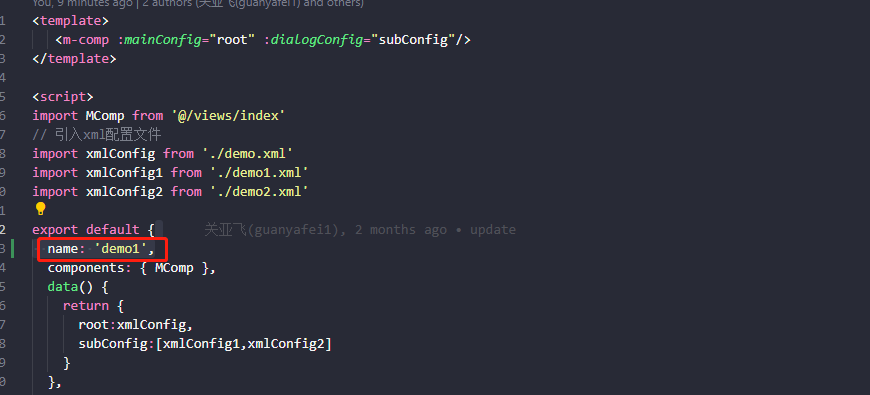 You, 9 minutes ago | 2 authors (关亚飞(guanyafei1) and others)
1 <template>
2 <m-comp :mainConfig="root" :dialogConfig="subConfig"/>
3 </template>
4
5 <script>
6 import MComp from '@/views/index'
7 // 引入xml配置文件
8 import xmlConfig from './demo.xml'
9 import xmlConfig1 from './demo1.xml'
0 import xmlConfig2 from './demo2.xml'
1
2 export default { 关亚飞(guanyafei1), 2 months ago • update
3 name: 'demo1',
4 components: { MComp },
5 data() {
6 return {
7 root:xmlConfig,
8 subConfig:[xmlConfig1,xmlConfig2]
9 }
0 },